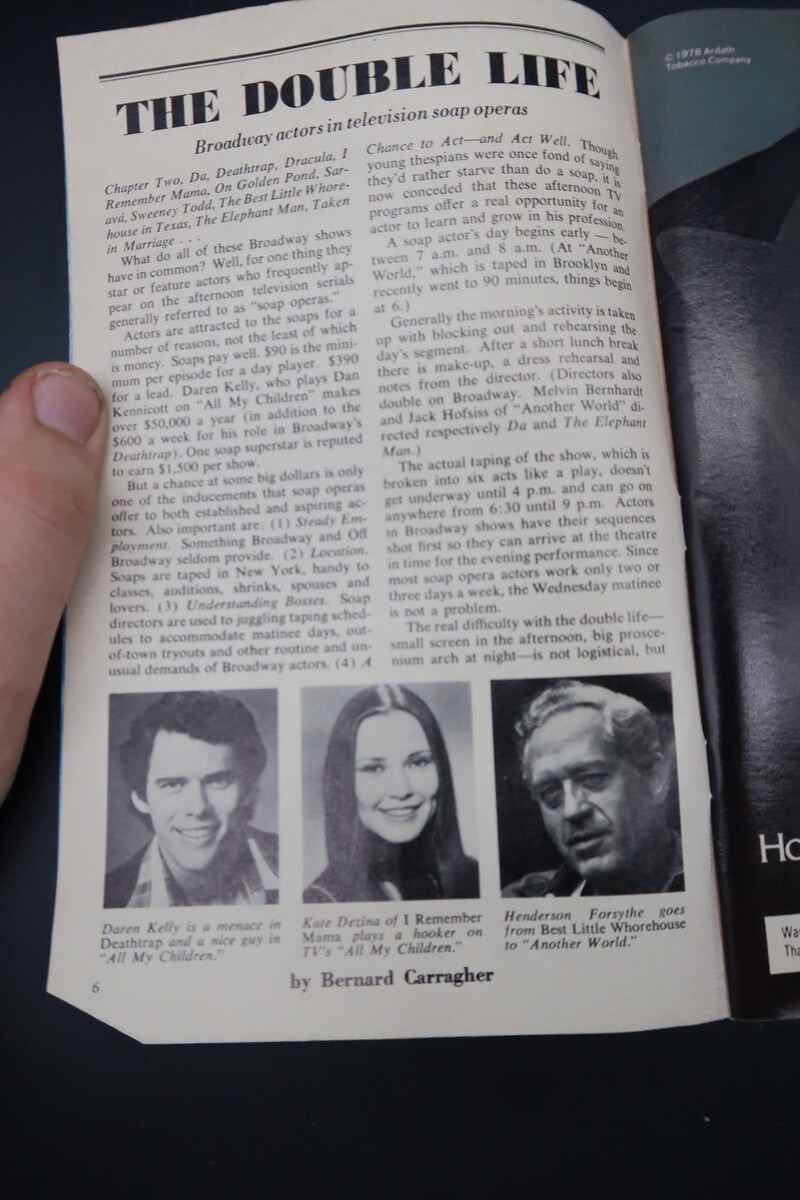 THE DOUBLE LIFE
Broadway actors in television soap operas
Chapter Two, Da, Deathtrap, Dracula, I
Remember Mama, On Golden Pond, Sar-
avá, Sweeney Todd, The Best Little Whore-
house in Texas, The Elephant Man, Taken
in Marriage . . .
What do all of these Broadway shows
have in common? Well, for one thing they
star or feature actors who frequently ap-
pear on the afternoon television serials
generally referred to as "soap operas."
Actors are attracted to the soaps for a
number of reasons, not the least of which
is money. Soaps pay well. $90 is the mini-
mum per episode for a day player. $390
for a lead. Daren Kelly, who plays Dan
Kennicott on "All My Children" makes
over $50,000 a year (in addition to the
$600 a week for his role in Broadway's
Deathtrap). One soap superstar is reputed
to earn $1,500 per show.
But a chance at some big dollars is only
one of the inducements that soap operas
offer to both established and aspiring ac-
tors. Also important are: (1) Steady Em-
ployment. Something Broadway and Off
Broadway seldom provide. (2) Location.
Soaps are taped in New York, handy to
classes, auditions, shrinks, spouses and
lovers. (3) Understanding Bosses. Soap
directors are used to juggling taping sched-
ules to accommodate matinee days, out-
of-town tryouts and other routine and un-
usual demands of Broadway actors. (4) A
Chance to Act—and Act Well. Though
young thespians were once fond of saying
they'd rather starve than do a soap, it is
now conceded that these afternoon TV
programs offer a real opportunity for an
actor to learn and grow in his profession.
A soap actor's day begins early — be-
tween 7 a.m. and 8 a.m. (At "Another
World," which is taped in Brooklyn and
recently went to 90 minutes, things begin
at 6.)
Generally the morning's activity is taken
up with blocking out and rehearsing the
day's segment. After a short lunch break
there is make-up, a dress rehearsal and
notes from the director. (Directors also
double on Broadway. Melvin Bernhardt
and Jack Hofsiss of "Another World" di-
rected respectively Da and The Elephant
Man.)
The actual taping of the show, which is
broken into six acts like a play, doesn't
get underway until 4 p.m. and can go on
anywhere from 6:30 until 9 p.m. Actors
in Broadway shows have their sequences
shot first so they can arrive at the theatre
in time for the evening performance. Since
most soap opera actors work only two or
three days a week, the Wednesday matinee
is not a problem.
The real difficulty with the double life—
small screen in the afternoon, big prosce-
nium arch at night—is not logistical, but
Daren Kelly is a menace in
Deathtrap and a nice guy in
"All My Children."
Kate Dezina of I Remember
Mama plays a hooker on
TV's "All My Children."
Henderson Forsythe goes
from Best Little Whorehouse
to "Another World."
by Bernard Carragher
6
© 1978 Ardath
Tobacco Company
Ho
Wa
Tha